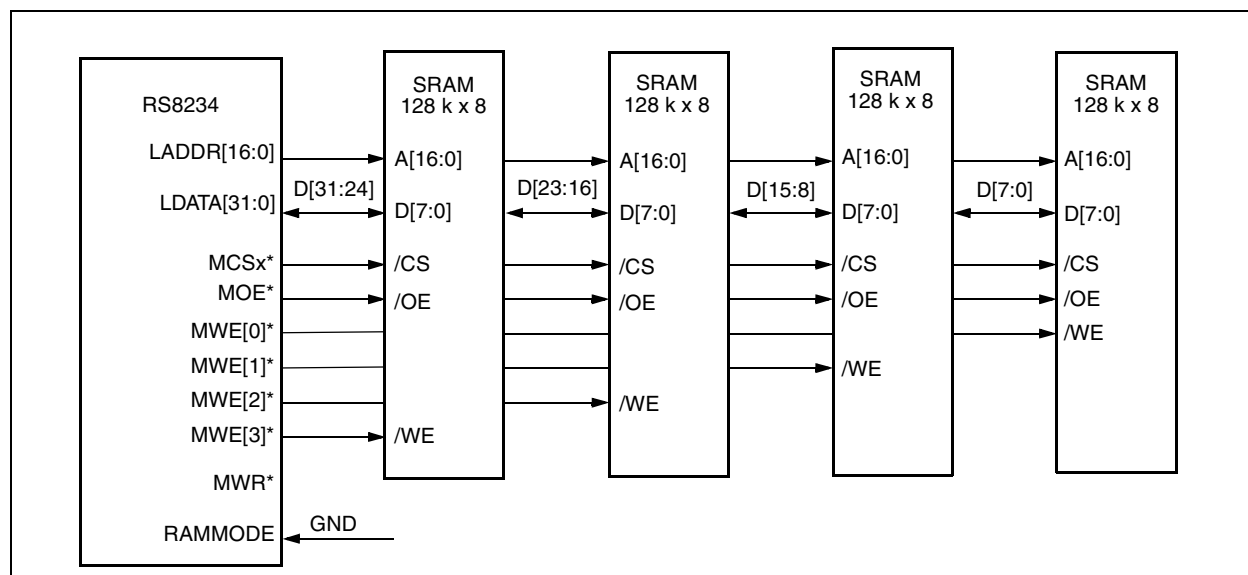 RS8234
LADDR[16:0]
LDATA[31:0]
MCSx*
MOE*
MWE[0]*
MWE[1]*
MWE[2]*
MWE[3]*
MWR*
RAMMODE
GND
D[31:24]
SRAM
128 k x 8
A[16:0]
D[7:0]
/CS
/OE
/WE
D[23:16]
SRAM
128 k x 8
A[16:0]
D[7:0]
/CS
/OE
/WE
D[15:8]
SRAM
128 k x 8
A[16:0]
D[7:0]
/CS
/OE
/WE
D[7:0]
SRAM
128 k x 8
A[16:0]
D[7:0]
/CS
/OE
/WE